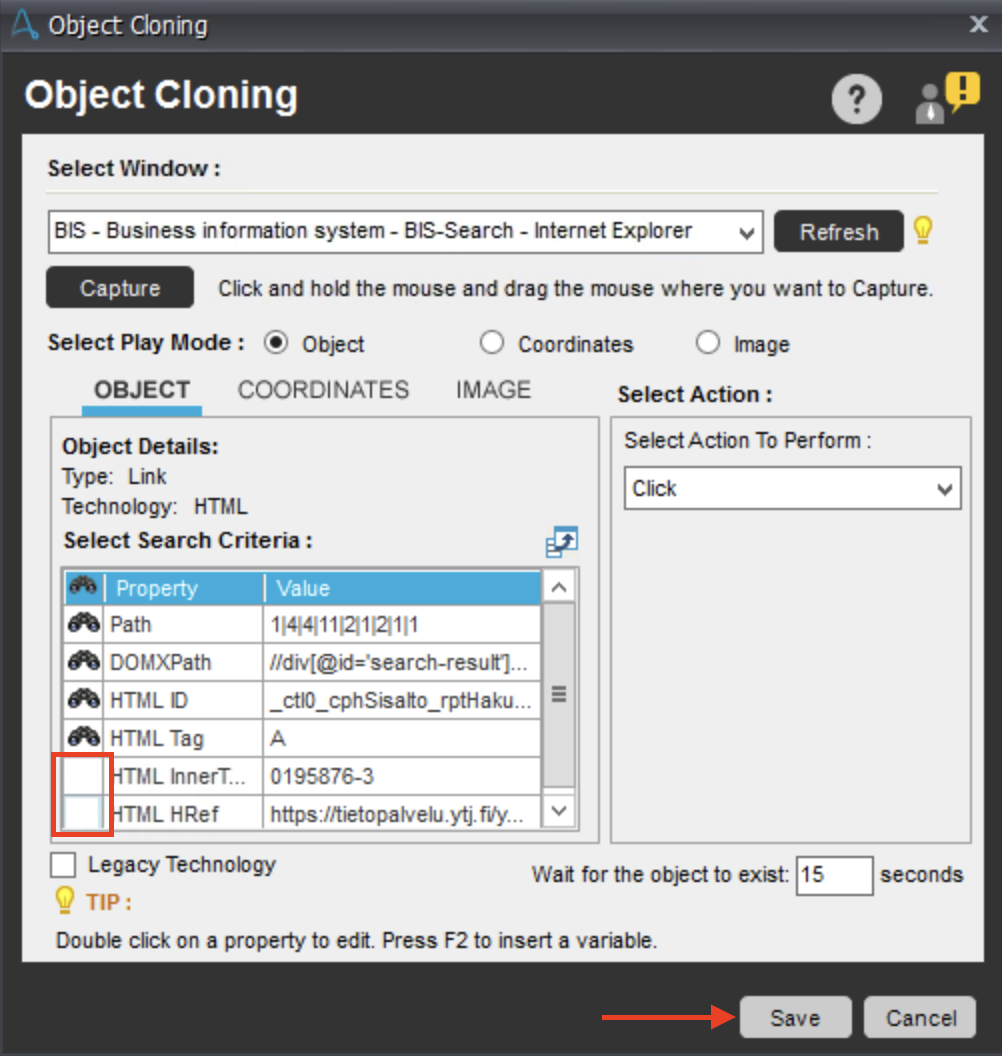 Object Cloning
Object Cloning
Select Window :
BIS - Business information system - BIS-Search - Internet Explorer
Refresh
Capture
Click and hold the mouse and drag the mouse where you want to Capture.
Select Play Mode : Object Coordinates Image
OBJECT COORDINATES IMAGE
Select Action :
Object Details:
Select Action To Perform :
Type: Link
Click
Technology: HTML
Select Search Criteria :
Property Value
Path 1|4|4|11|2|1|2|1|1
DOMXPath //div[@id='search-result']...
HTML ID _ctl0_cphSisalto_rptHaku...
HTML Tag A
HTML InnerT... 0195876-3
HTML HRef https://tietopalvelu.ytj.fi/y...
Legacy Technology
Wait for the object to exist: 15 seconds
TIP :
Double click on a property to edit. Press F2 to insert a variable.
Save Cancel